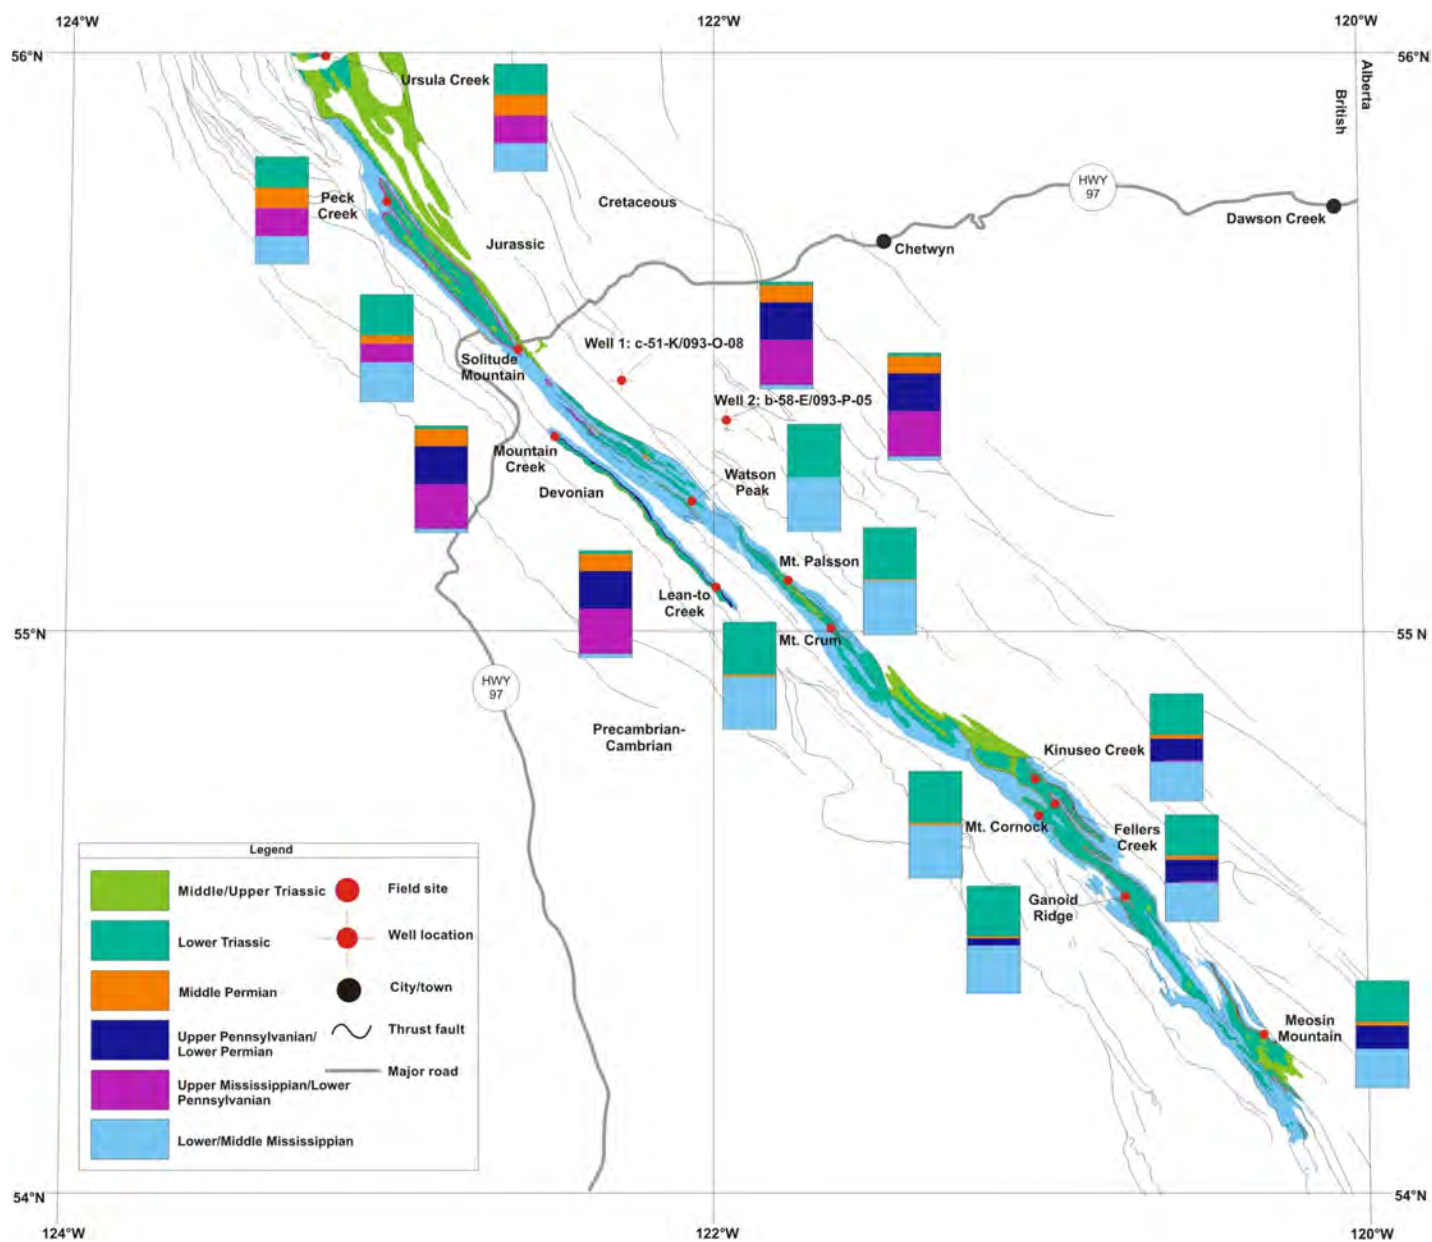 124°W
122°W
120°W
56°N
56°N
Alberta
British
Ursula Creek
HWY
97
Peck
Creek
Cretaceous
Dawson Creek
Jurassic
Chetwyn
Well 1: c-51-K/093-O-08
Solitude
Mountain
Well 2: b-58-E/093-P-05
Mountain
Creek
Watson
Peak
Devonian
Mt. Palsson
Lean-to
Creek
55°N
55 N
Mt. Crum
HWY
97
Precambrian-
Cambrian
Kinuseo Creek
Mt. Cornock
Fellers
Creek
Ganoid
Ridge
Meosin
Mountain
Legend
Middle/Upper Triassic
Field site
Lower Triassic
Well location
Middle Permian
City/town
Upper Pennsylvanian/
Lower Permian
Thrust fault
Upper Mississippian/Lower
Pennsylvanian
Major road
Lower/Middle Mississippian
54°N
54°N
124°W
122°W
120°W